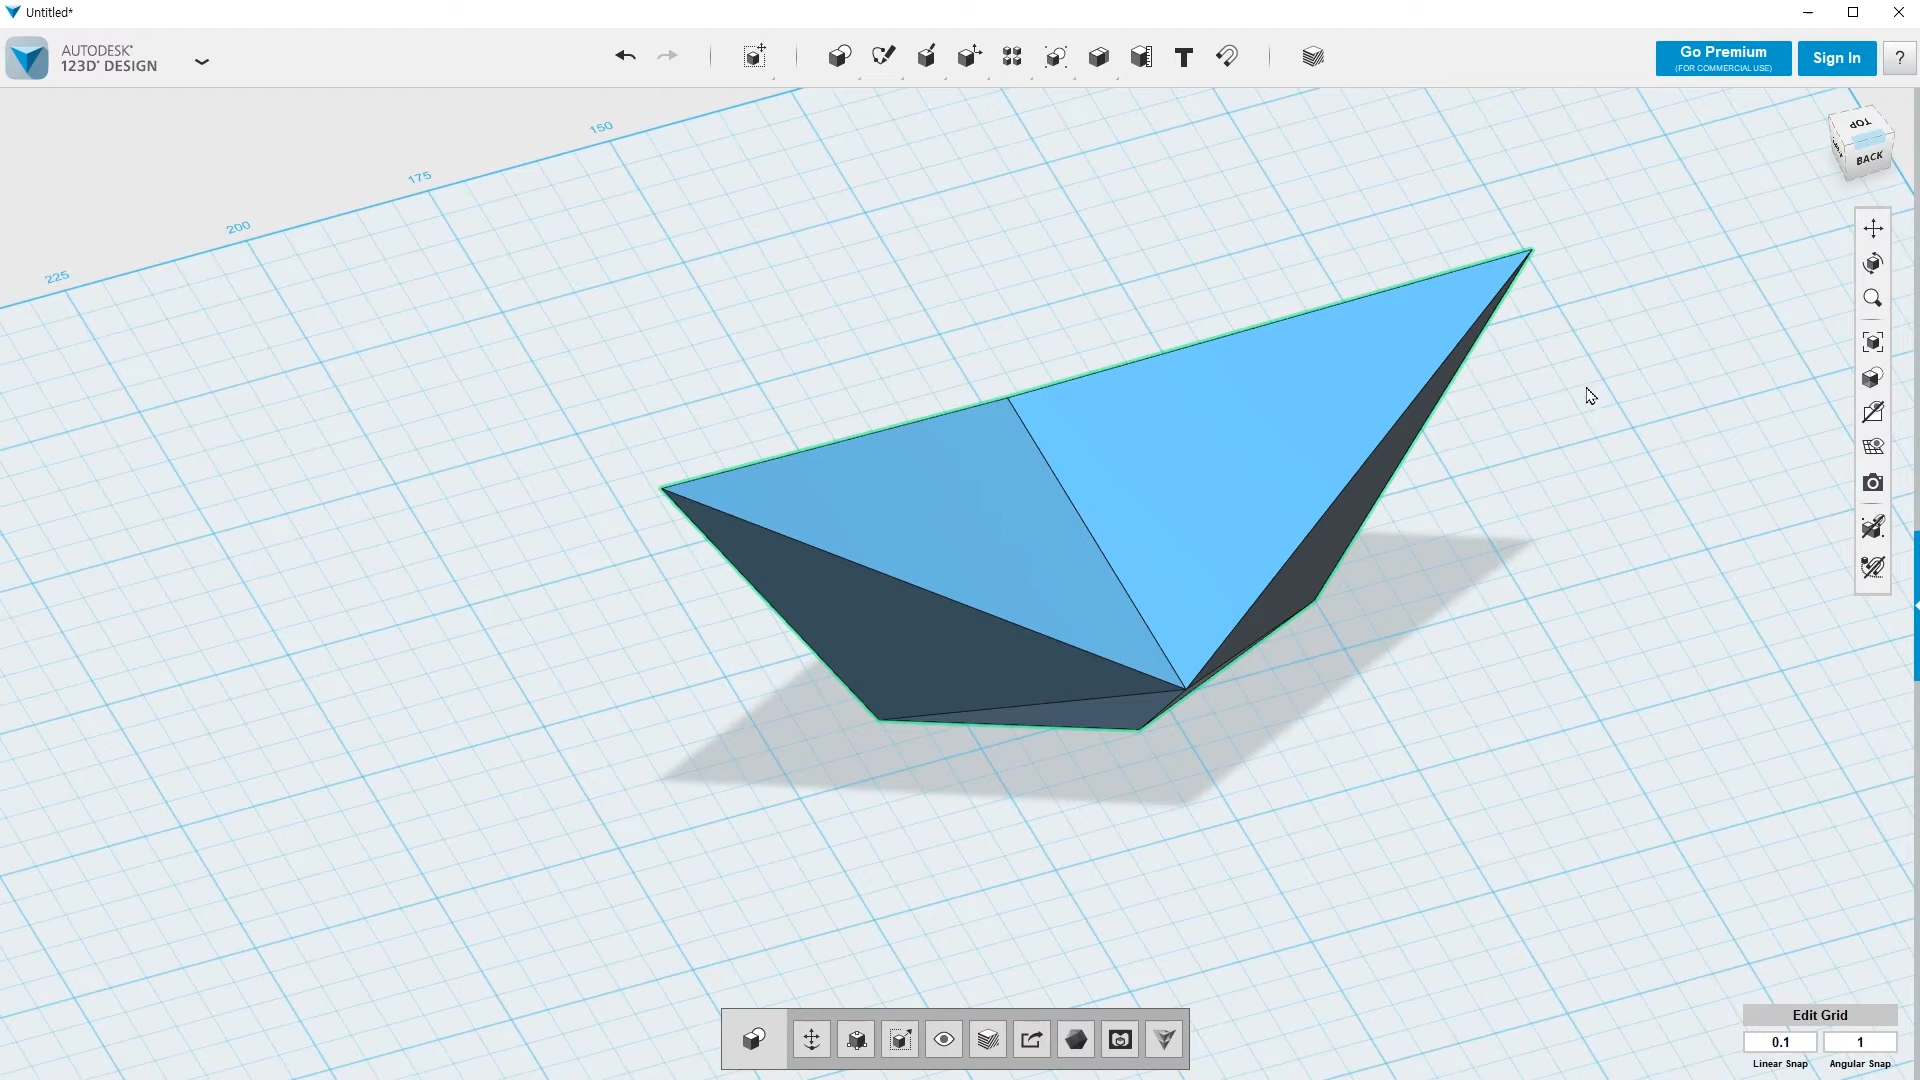 Untitled*
AUTODESK®
123D® DESIGN
Go Premium
(FOR COMMERCIAL USE)
Sign In
?
150
175
200
225
TOP
BACK
Edit Grid
0.1
1
Linear Snap
Angular Snap